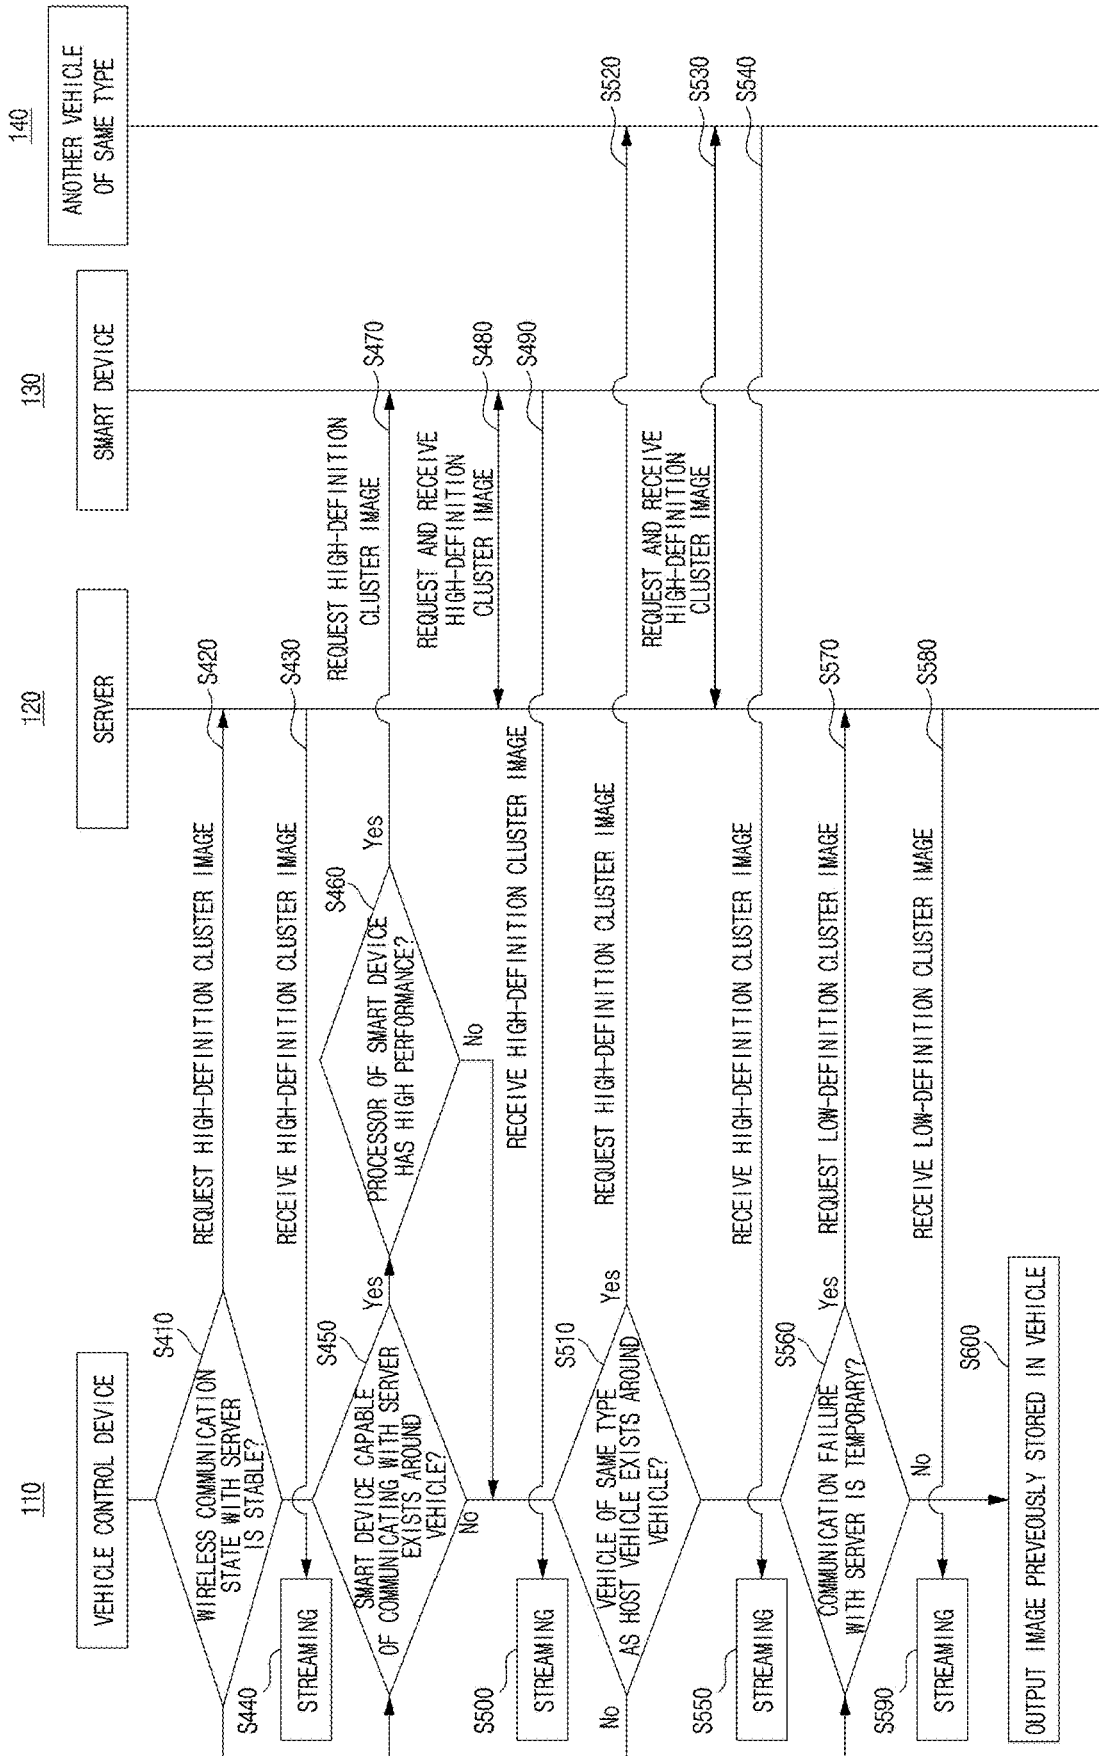 110
VEHICLE CONTROL DEVICE
120
SERVER
130
SMART DEVICE
140
ANOTHER VEHICLE
OF SAME TYPE
S410
WIRELESS COMMUNICATION
STATE WITH SERVER
IS STABLE?
REQUEST HIGH-DEFINITION CLUSTER IMAGE
S420
RECEIVE HIGH-DEFINITION CLUSTER IMAGE
S430
S440
STREAMING
S450
SMART DEVICE CAPABLE
OF COMMUNICATING WITH SERVER
EXISTS AROUND
VEHICLE?
Yes
No
S460
PROCESSOR OF SMART DEVICE
HAS HIGH PERFORMANCE?
Yes
No
REQUEST HIGH-DEFINITION
CLUSTER IMAGE
S470
REQUEST AND RECEIVE
HIGH-DEFINITION
CLUSTER IMAGE
S480
RECEIVE HIGH-DEFINITION CLUSTER IMAGE
S490
S500
STREAMING
S510
VEHICLE OF SAME TYPE
AS HOST VEHICLE EXISTS AROUND
VEHICLE?
Yes
No
REQUEST HIGH-DEFINITION CLUSTER IMAGE
S520
REQUEST AND RECEIVE
HIGH-DEFINITION
CLUSTER IMAGE
S530
RECEIVE HIGH-DEFINITION CLUSTER IMAGE
S540
S550
STREAMING
S560
COMMUNICATION FAILURE
WITH SERVER IS TEMPORARY?
Yes
No
REQUEST LOW-DEFINITION CLUSTER IMAGE
S570
RECEIVE LOW-DEFINITION CLUSTER IMAGE
S580
S590
STREAMING
S600
OUTPUT IMAGE PREVEOUSLY STORED IN VEHICLE